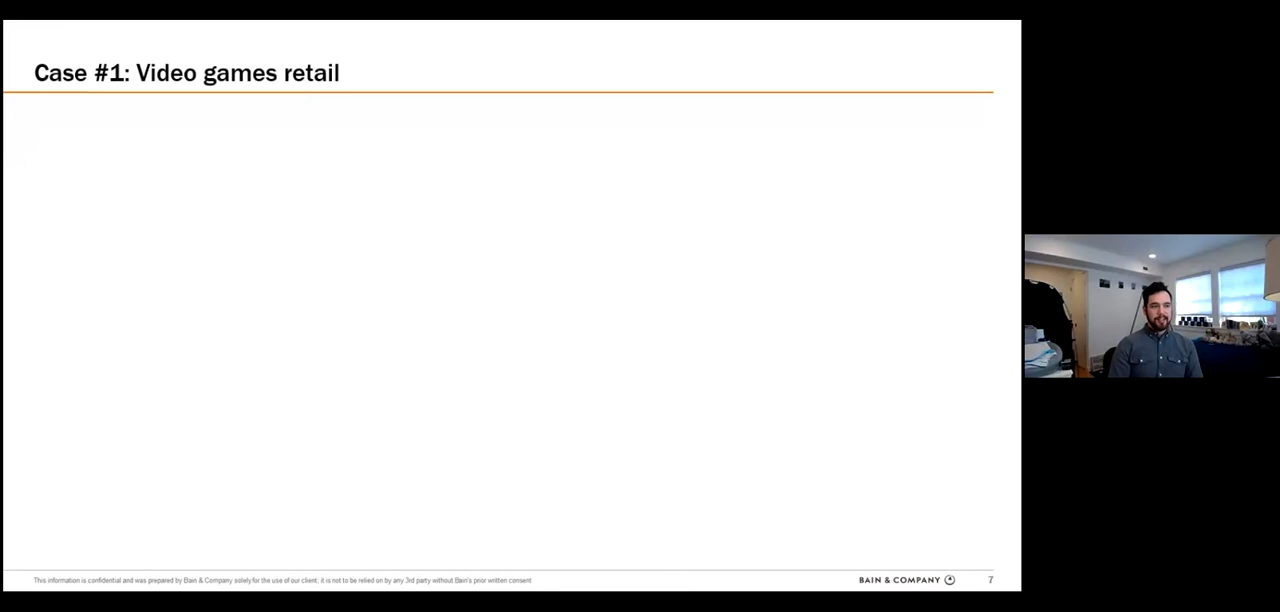 Case #1: Video games retail
This information is confidential and was prepared by Bain & Company solely for the use of our client; it is not to be relied on by any 3rd party without Bain's prior written consent
BAIN & COMPANY
7